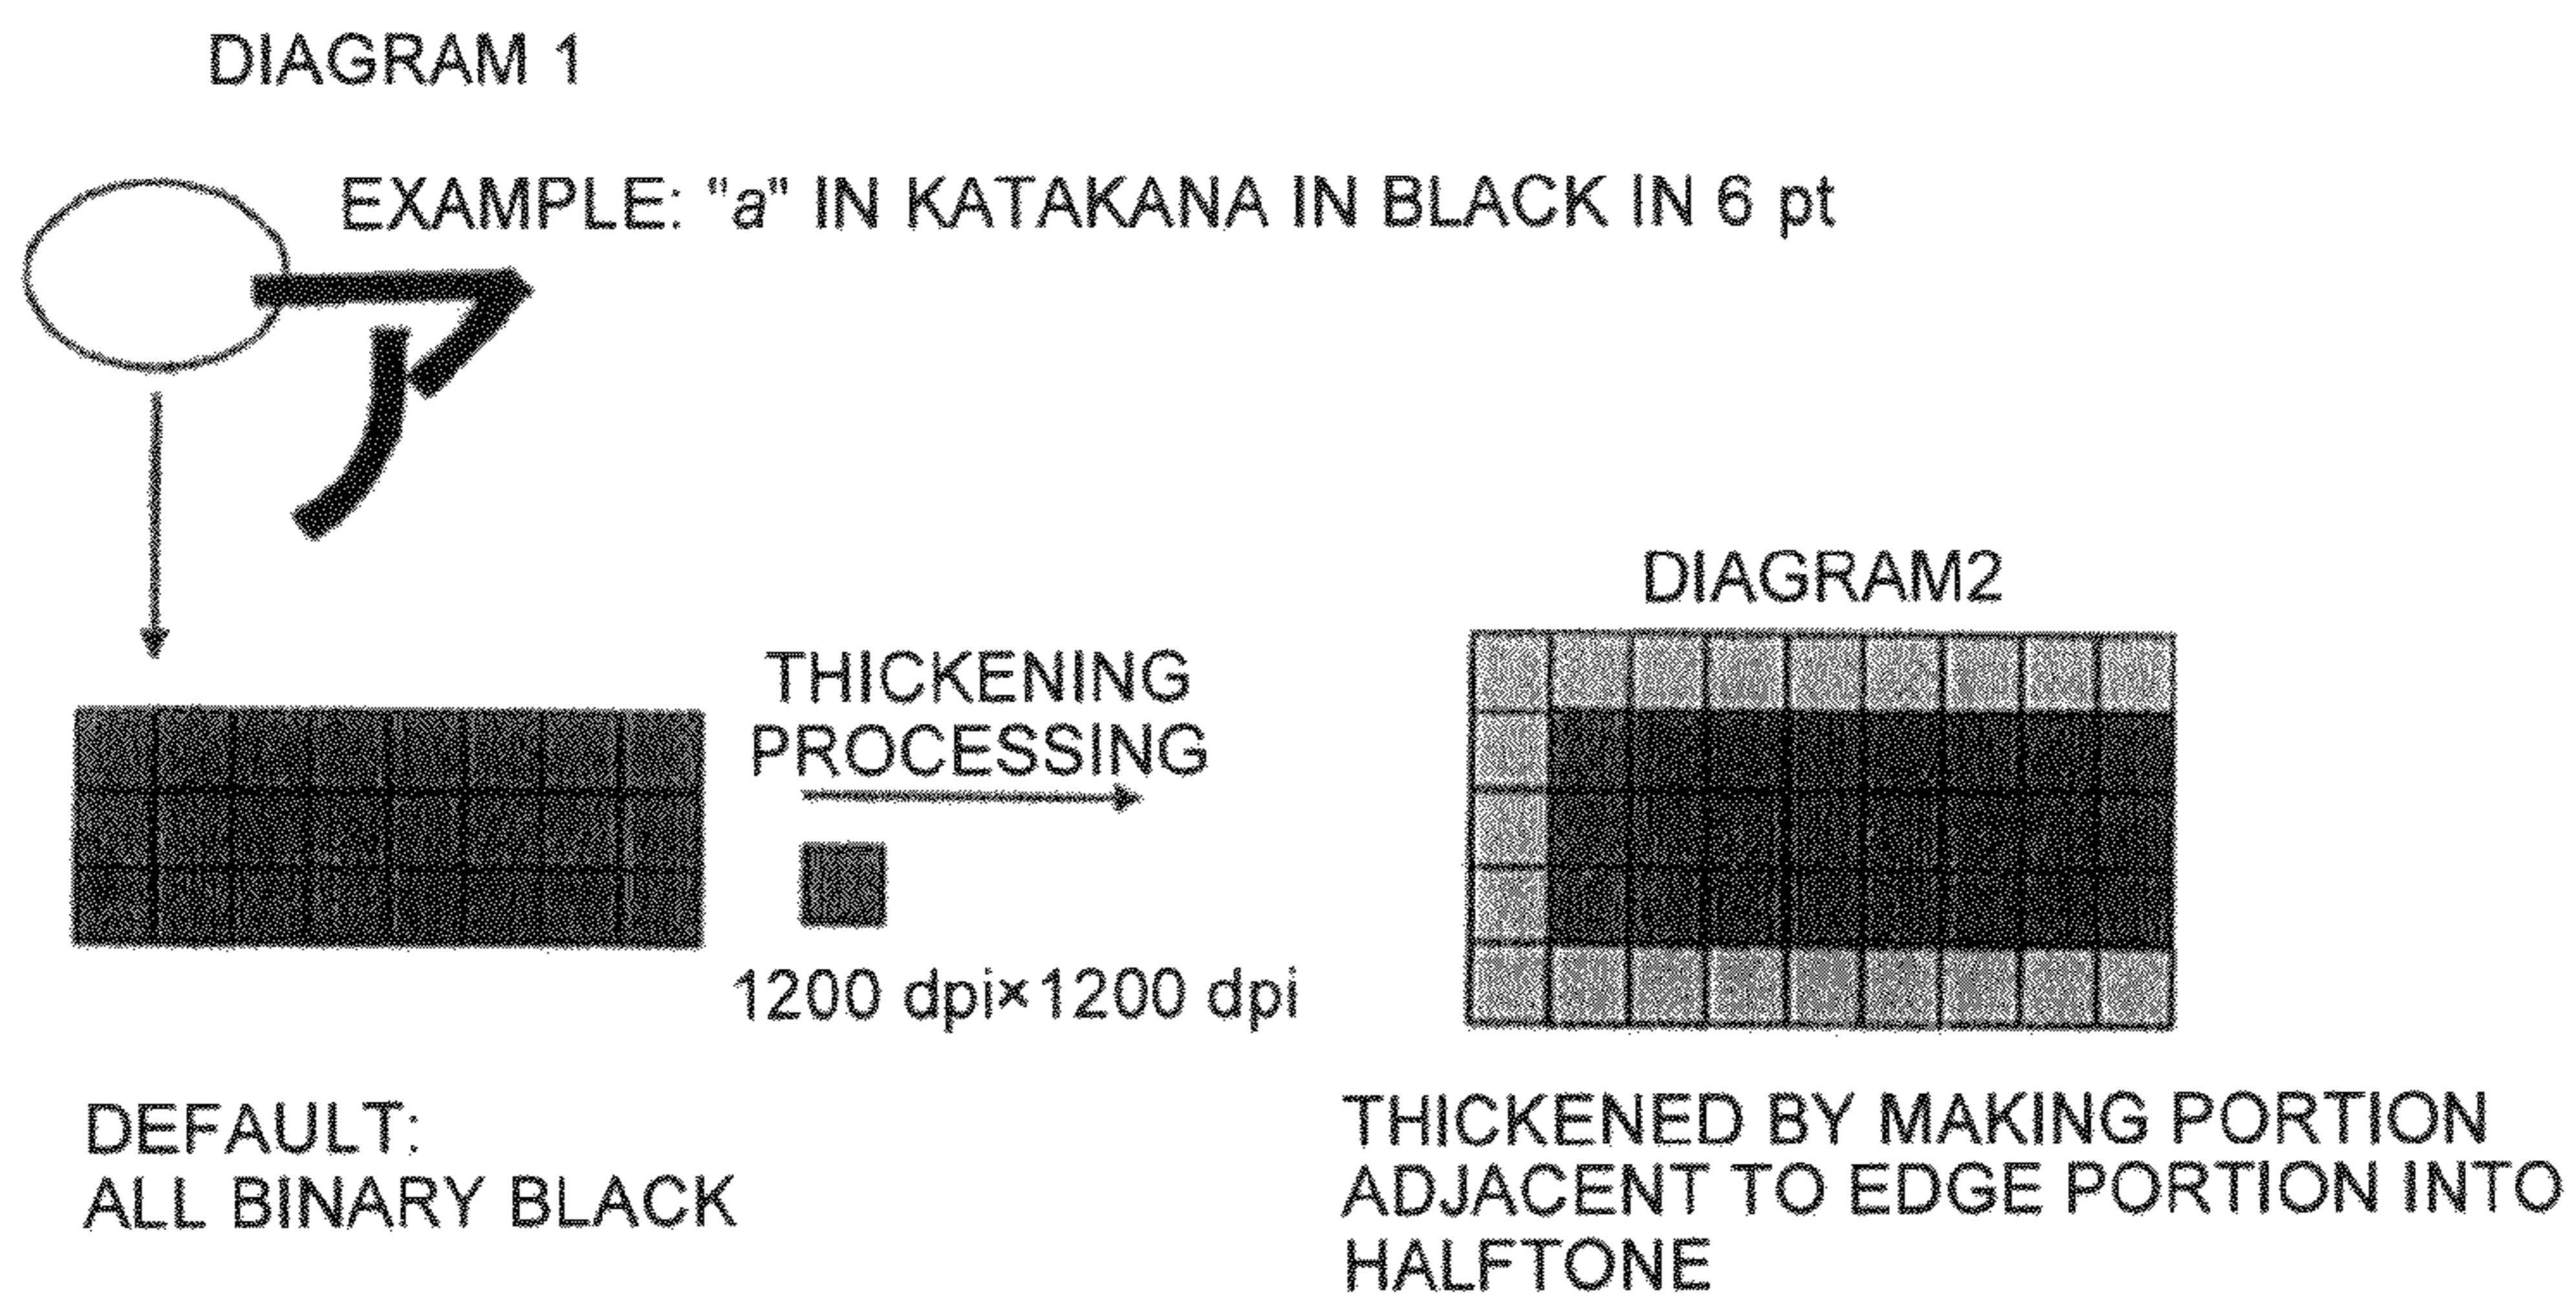 DIAGRAM 1
EXAMPLE: "a" IN KATAKANA IN BLACK IN 6 pt
ア
DIAGRAM2
THICKENING
PROCESSING
1200 dpi×1200 dpi
DEFAULT:
ALL BINARY BLACK
THICKENED BY MAKING PORTION
ADJACENT TO EDGE PORTION INTO
HALFTONE